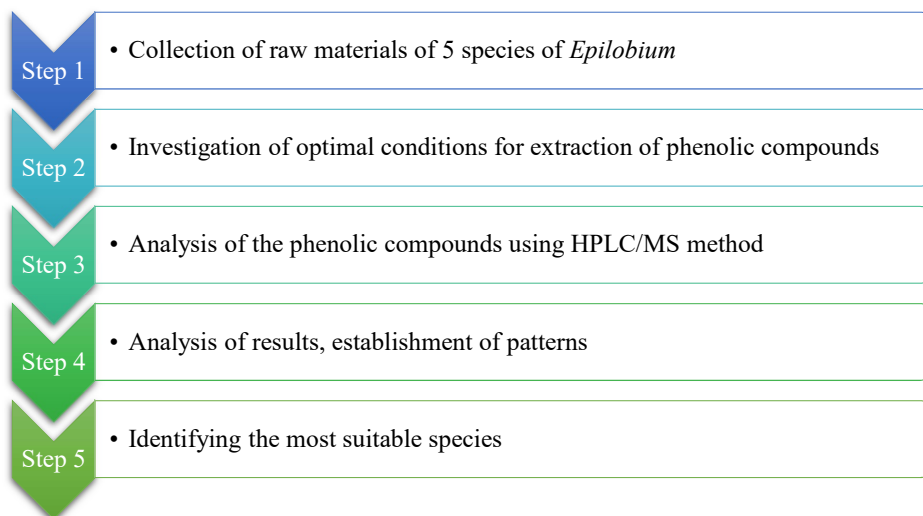 Step 1
• Collection of raw materials of 5 species of Epilobium
Step 2
• Investigation of optimal conditions for extraction of phenolic compounds
Step 3
• Analysis of the phenolic compounds using HPLC/MS method
Step 4
• Analysis of results, establishment of patterns
Step 5
• Identifying the most suitable species